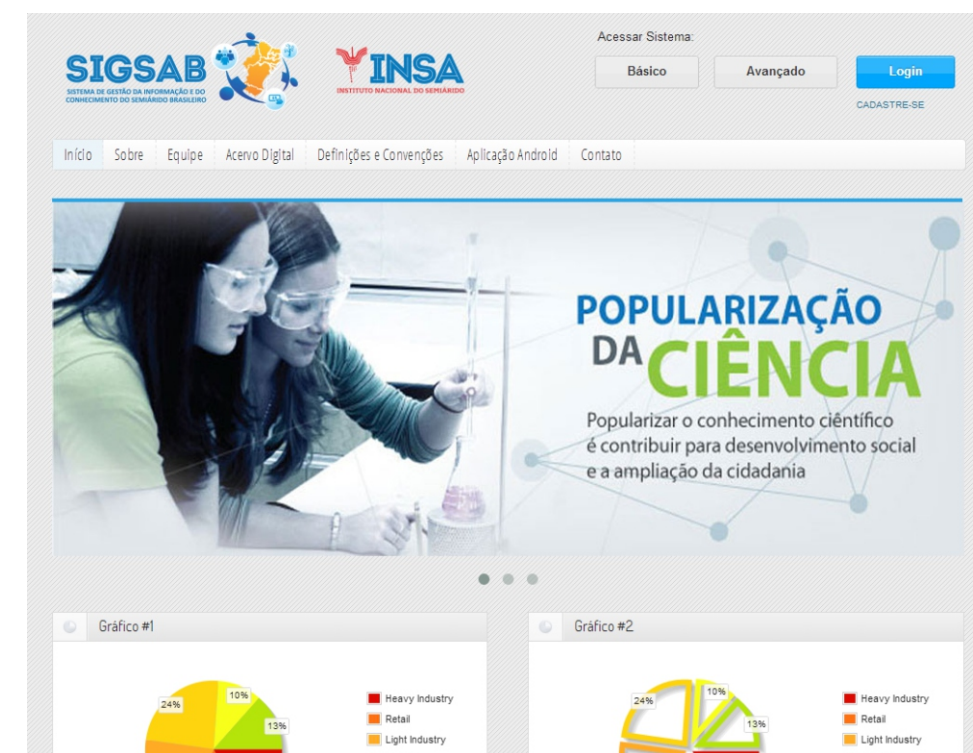 Acessar Sistema:
SIGSAB
SISTEMA DE GESTÃO DA INFORMAÇÃO E DO
CONHECIMENTO DO SEMIÁRIDO BRASILEIRO
INSA
INSTITUTO NACIONAL DO SEMIÁRIDO
Básico
Avançado
Login
CADASTRE-SE
Início Sobre Equipe Acervo Digital Definições e Convenções Aplicação Android Contato
POPULARIZAÇÃO
DA CIÊNCIA
Popularizar o conhecimento ciêntífico
é contribuir para desenvolvimento social
e a ampliação da cidadania
Gráfico #1
24%
10%
13%
Heavy Industry
Retail
Light Industry
Gráfico #2
24%
10%
13%
Heavy Industry
Retail
Light Industry